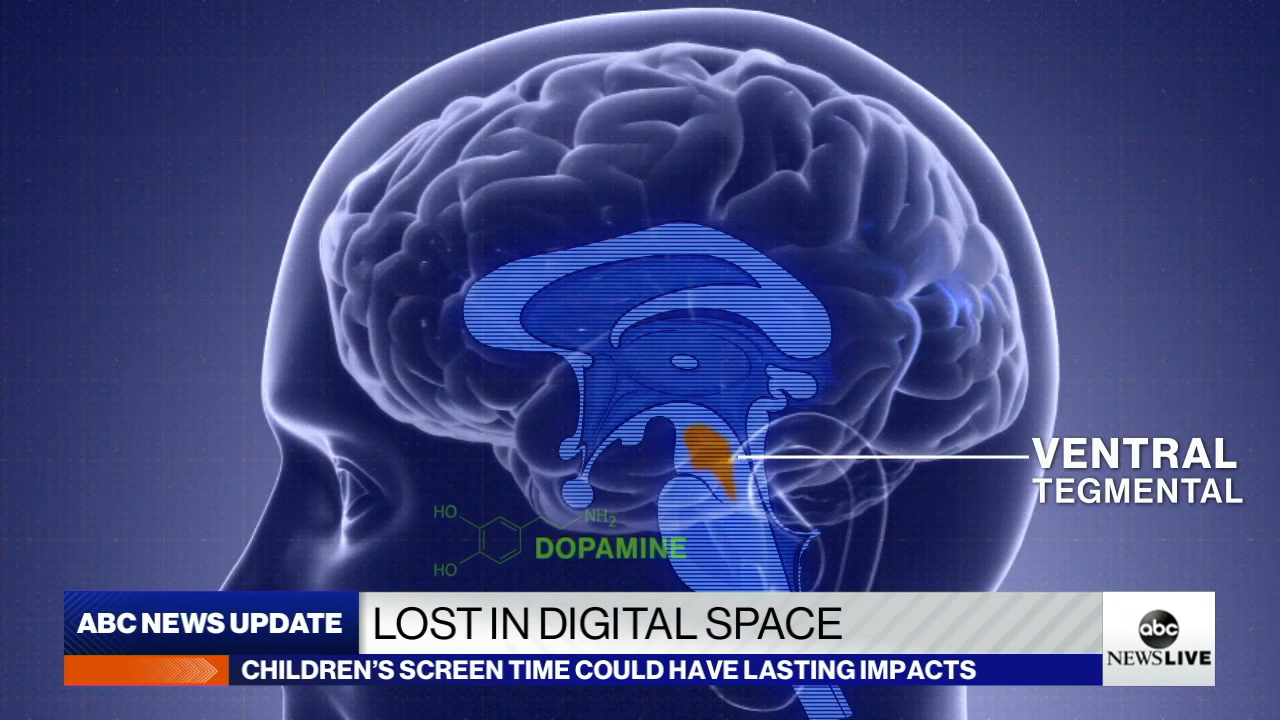 VENTRAL
TEGMENTAL
HO
NH2
DOPAMINE
HO
ABC NEWS UPDATE
LOST IN DIGITAL SPACE
CHILDREN'S SCREEN TIME COULD HAVE LASTING IMPACTS
abc
NEWSLIVE